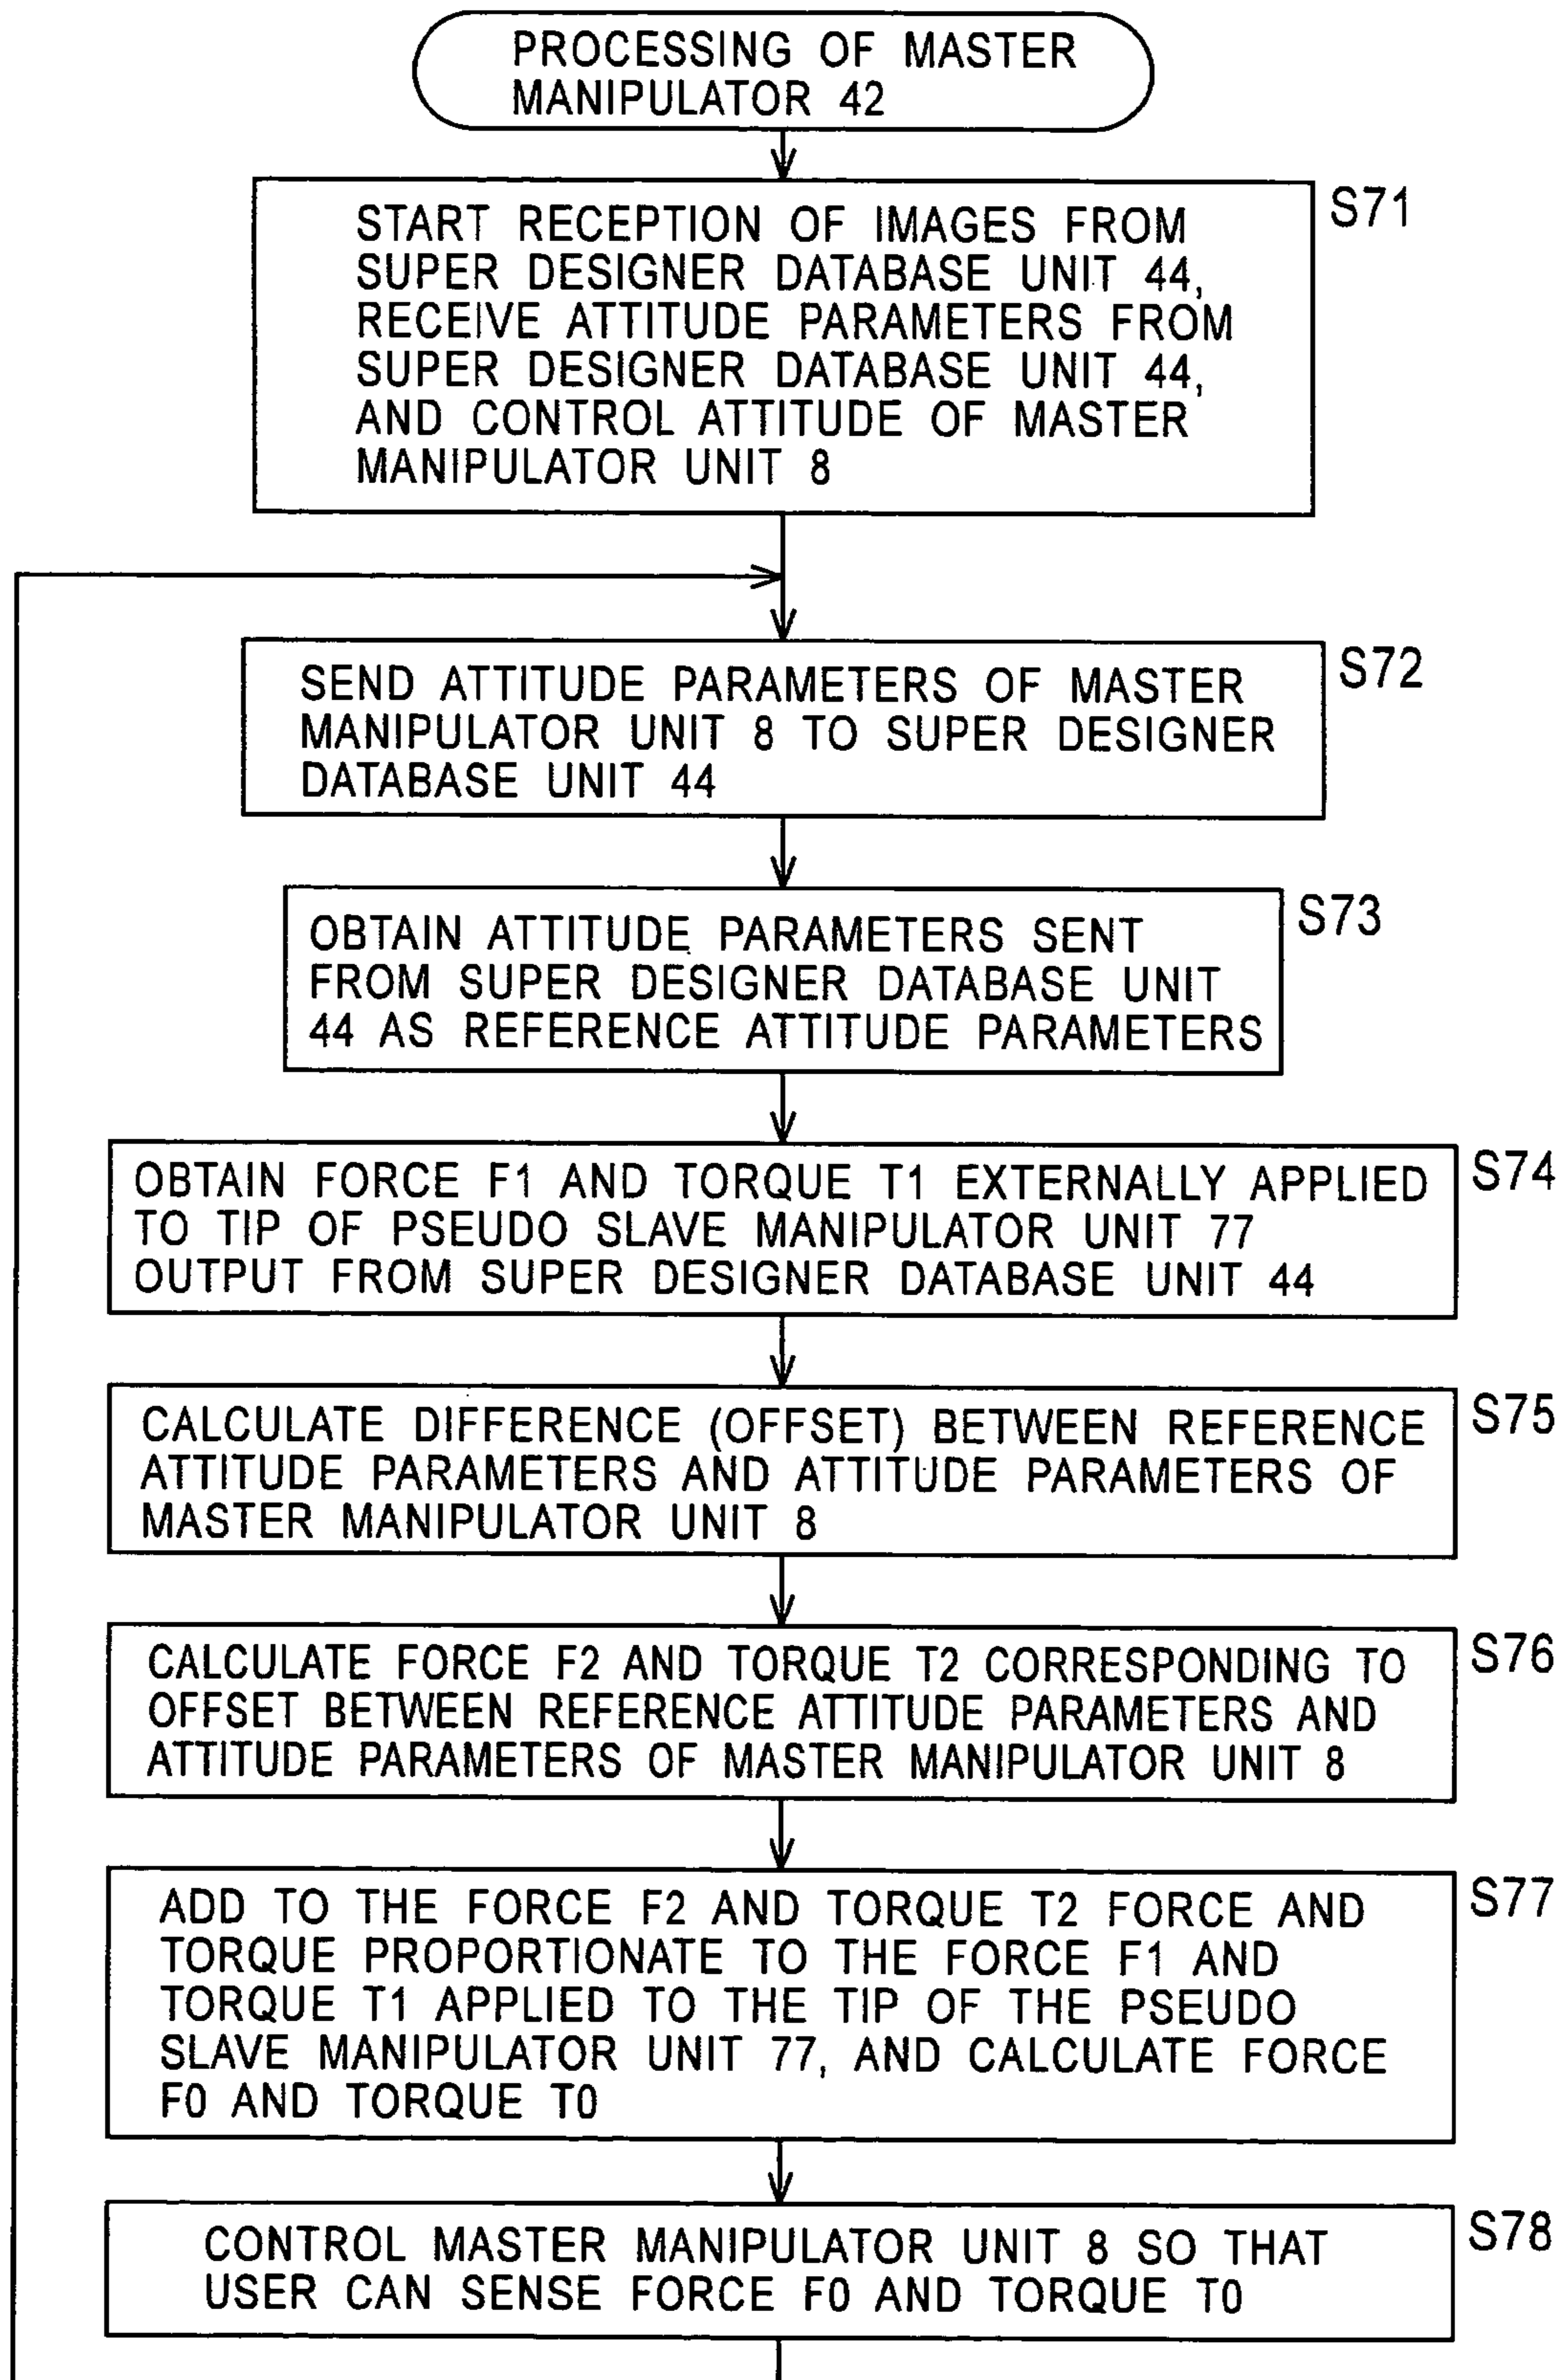 PROCESSING OF MASTER
MANIPULATOR 42
START RECEPTION OF IMAGES FROM
SUPER DESIGNER DATABASE UNIT 44,
RECEIVE ATTITUDE PARAMETERS FROM
SUPER DESIGNER DATABASE UNIT 44,
AND CONTROL ATTITUDE OF MASTER
MANIPULATOR UNIT 8
S71
SEND ATTITUDE PARAMETERS OF MASTER
MANIPULATOR UNIT 8 TO SUPER DESIGNER
DATABASE UNIT 44
S72
OBTAIN ATTITUDE PARAMETERS SENT
FROM SUPER DESIGNER DATABASE UNIT
44 AS REFERENCE ATTITUDE PARAMETERS
S73
OBTAIN FORCE F1 AND TORQUE T1 EXTERNALLY APPLIED
TO TIP OF PSEUDO SLAVE MANIPULATOR UNIT 77
OUTPUT FROM SUPER DESIGNER DATABASE UNIT 44
S74
CALCULATE DIFFERENCE (OFFSET) BETWEEN REFERENCE
ATTITUDE PARAMETERS AND ATTITUDE PARAMETERS OF
MASTER MANIPULATOR UNIT 8
S75
CALCULATE FORCE F2 AND TORQUE T2 CORRESPONDING TO
OFFSET BETWEEN REFERENCE ATTITUDE PARAMETERS AND
ATTITUDE PARAMETERS OF MASTER MANIPULATOR UNIT 8
S76
ADD TO THE FORCE F2 AND TORQUE T2 FORCE AND
TORQUE PROPORTIONATE TO THE FORCE F1 AND
TORQUE T1 APPLIED TO THE TIP OF THE PSEUDO
SLAVE MANIPULATOR UNIT 77, AND CALCULATE FORCE
F0 AND TORQUE T0
S77
CONTROL MASTER MANIPULATOR UNIT 8 SO THAT
USER CAN SENSE FORCE F0 AND TORQUE T0
S78